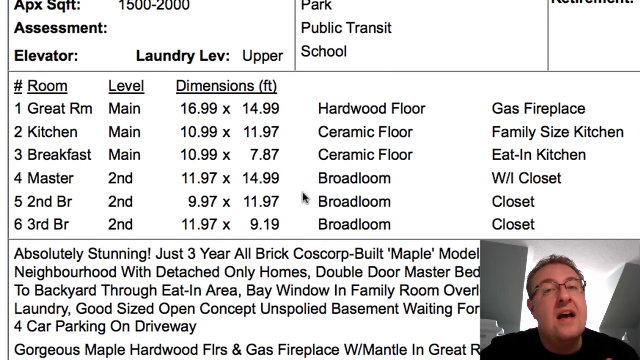 Apx Sqft: 1500-2000 Park
Assessment: Public Transit
Elevator: Laundry Lev: Upper School
# Room Level Dimensions (ft)
1 Great Rm Main 16.99 x 14.99 Hardwood Floor Gas Fireplace
2 Kitchen Main 10.99 x 11.97 Ceramic Floor Family Size Kitchen
3 Breakfast Main 10.99 x 7.87 Ceramic Floor Eat-In Kitchen
4 Master 2nd 11.97 x 14.99 Broadloom W/I Closet
5 2nd Br 2nd 9.97 x 11.97 Broadloom Closet
6 3rd Br 2nd 11.97 x 9.19 Broadloom Closet
Absolutely Stunning! Just 3 Year All Brick Coscorp-Built 'Maple' Model
Neighbourhood With Detached Only Homes, Double Door Master Bed
To Backyard Through Eat-In Area, Bay Window In Family Room Overl
Laundry, Good Sized Open Concept Unspolied Basement Waiting For
4 Car Parking On Driveway
Gorgeous Maple Hardwood Flrs & Gas Fireplace W/Mantle In Great R